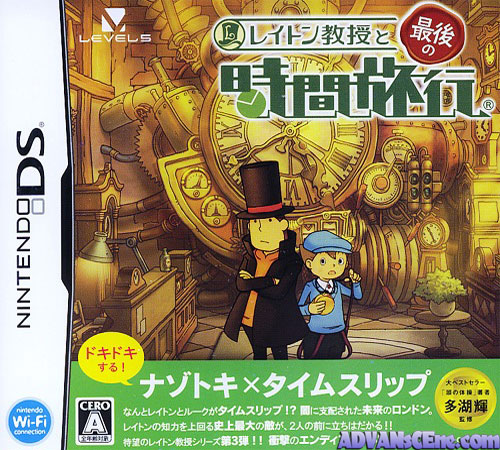 LEVEL5
レイトン教授と
最後の
時間旅行
®
NINTENDO DS
ドキドキ
する！
ナゾトキ×タイムスリップ
なんとレイトンとルークがタイムスリップ!? 闇に支配された未来のロンドン。
レイトンの知力を上回る史上最大の敵が、2人の前に立ちはだかる!!
待望のレイトン教授シリーズ第3弾!! 衝撃のエンディ
大ベストセラー
「頭の体操」著者
多湖輝
監修
CERO
A
全年齢対象
nintendo
Wi-Fi
connection
ADVANsCEne.com